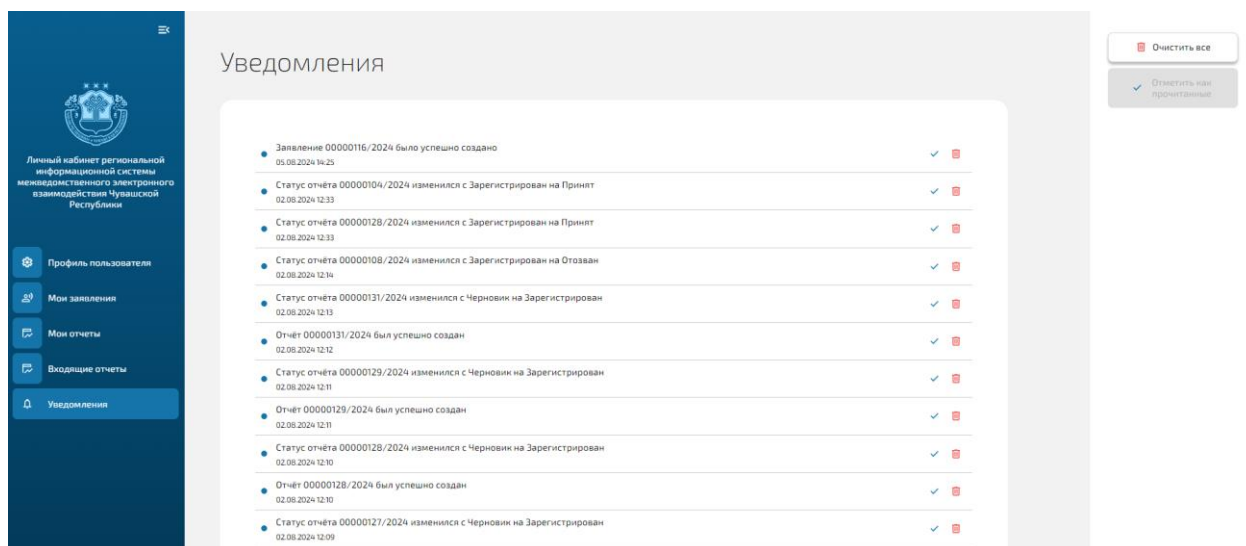 Личный кабинет региональной
информационной системы
межведомственного электронного
взаимодействия Чувашской
Республики
Профиль пользователя
Мои заявления
Мои отчеты
Входящие отчеты
Уведомления
Уведомления
Заявление 00000116/2024 было успешно создано
05.08.2024 14:25
Статус отчёта 00000104/2024 изменился с Зарегистрирован на Принят
02.08.2024 12:33
Статус отчёта 00000128/2024 изменился с Зарегистрирован на Принят
02.08.2024 12:33
Статус отчёта 00000108/2024 изменился с Зарегистрирован на Отозван
02.08.2024 12:14
Статус отчёта 00000131/2024 изменился с Черновик на Зарегистрирован
02.08.2024 12:13
Отчёт 00000131/2024 был успешно создан
02.08.2024 12:12
Статус отчёта 00000129/2024 изменился с Черновик на Зарегистрирован
02.08.2024 12:11
Отчёт 00000129/2024 был успешно создан
02.08.2024 12:11
Статус отчёта 00000128/2024 изменился с Черновик на Зарегистрирован
02.08.2024 12:10
Отчёт 00000128/2024 был успешно создан
02.08.2024 12:10
Статус отчёта 00000127/2024 изменился с Черновик на Зарегистрирован
02.08.2024 12:09
Очистить все
Отметить как
прочитанные